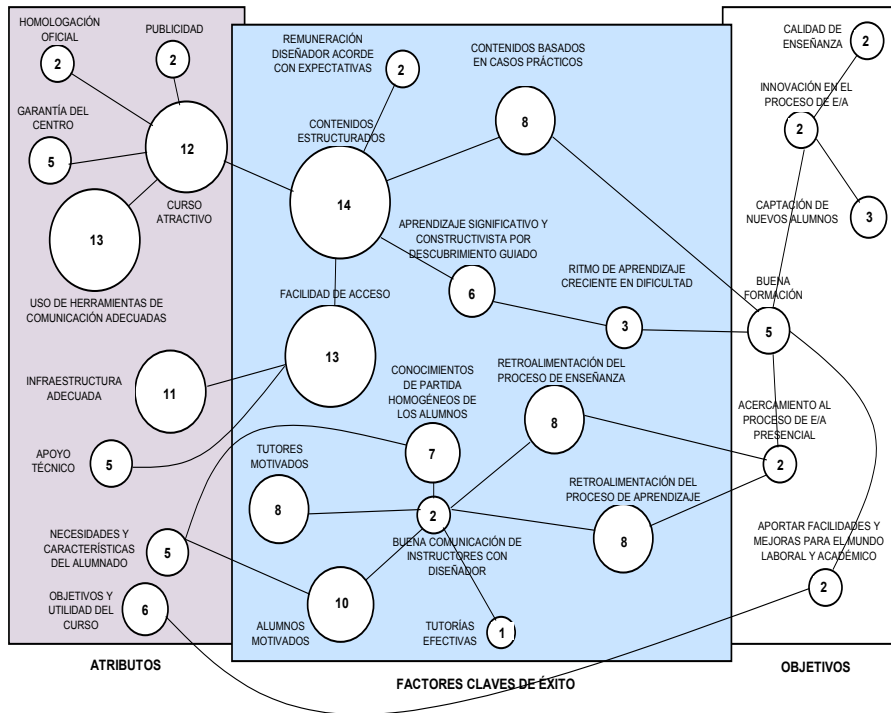 HOMOLOGACIÓN
OFICIAL
2
PUBLICIDAD
2
GARANTÍA DEL
CENTRO
5
12
CURSO
ATRACTIVO
13
USO DE HERRAMIENTAS DE
COMUNICACIÓN ADECUADAS
INFRAESTRUCTURA
ADECUADA
11
APOYO
TÉCNICO
5
NECESIDADES Y
CARACTERÍSTICAS
DEL ALUMNADO
5
OBJETIVOS Y
UTILIDAD DEL
CURSO
6
ATRIBUTOS
REMUNERACIÓN
DISEÑADOR ACORDE
CON EXPECTATIVAS
2
CONTENIDOS BASADOS
EN CASOS PRÁCTICOS
8
CONTENIDOS
ESTRUCTURADOS
14
APRENDIZAJE SIGNIFICATIVO Y
CONSTRUCTIVISTA POR
DESCUBRIMIENTO GUIADO
6
RITMO DE APRENDIZAJE
CRECIENTE EN DIFICULTAD
3
FACILIDAD DE ACCESO
13
CONOCIMIENTOS
DE PARTIDA
HOMOGÉNEOS DE
LOS ALUMNOS
7
RETROALIMENTACIÓN DEL
PROCESO DE ENSEÑANZA
8
TUTORES
MOTIVADOS
8
2
BUENA COMUNICACIÓN DE
INSTRUCTORES CON
DISEÑADOR
RETROALIMENTACIÓN DEL
PROCESO DE APRENDIZAJE
8
10
ALUMNOS
MOTIVADOS
TUTORÍAS
EFECTIVAS
1
FACTORES CLAVES DE ÉXITO
CALIDAD DE
ENSEÑANZA
2
INNOVACIÓN EN EL
PROCESO DE E/A
2
CAPTACIÓN DE
NUEVOS ALUMNOS
3
BUENA
FORMACIÓN
5
ACERCAMIENTO AL
PROCESO DE E/A
PRESENCIAL
2
APORTAR FACILIDADES Y
MEJORAS PARA EL MUNDO
LABORAL Y ACADÉMICO
2
OBJETIVOS